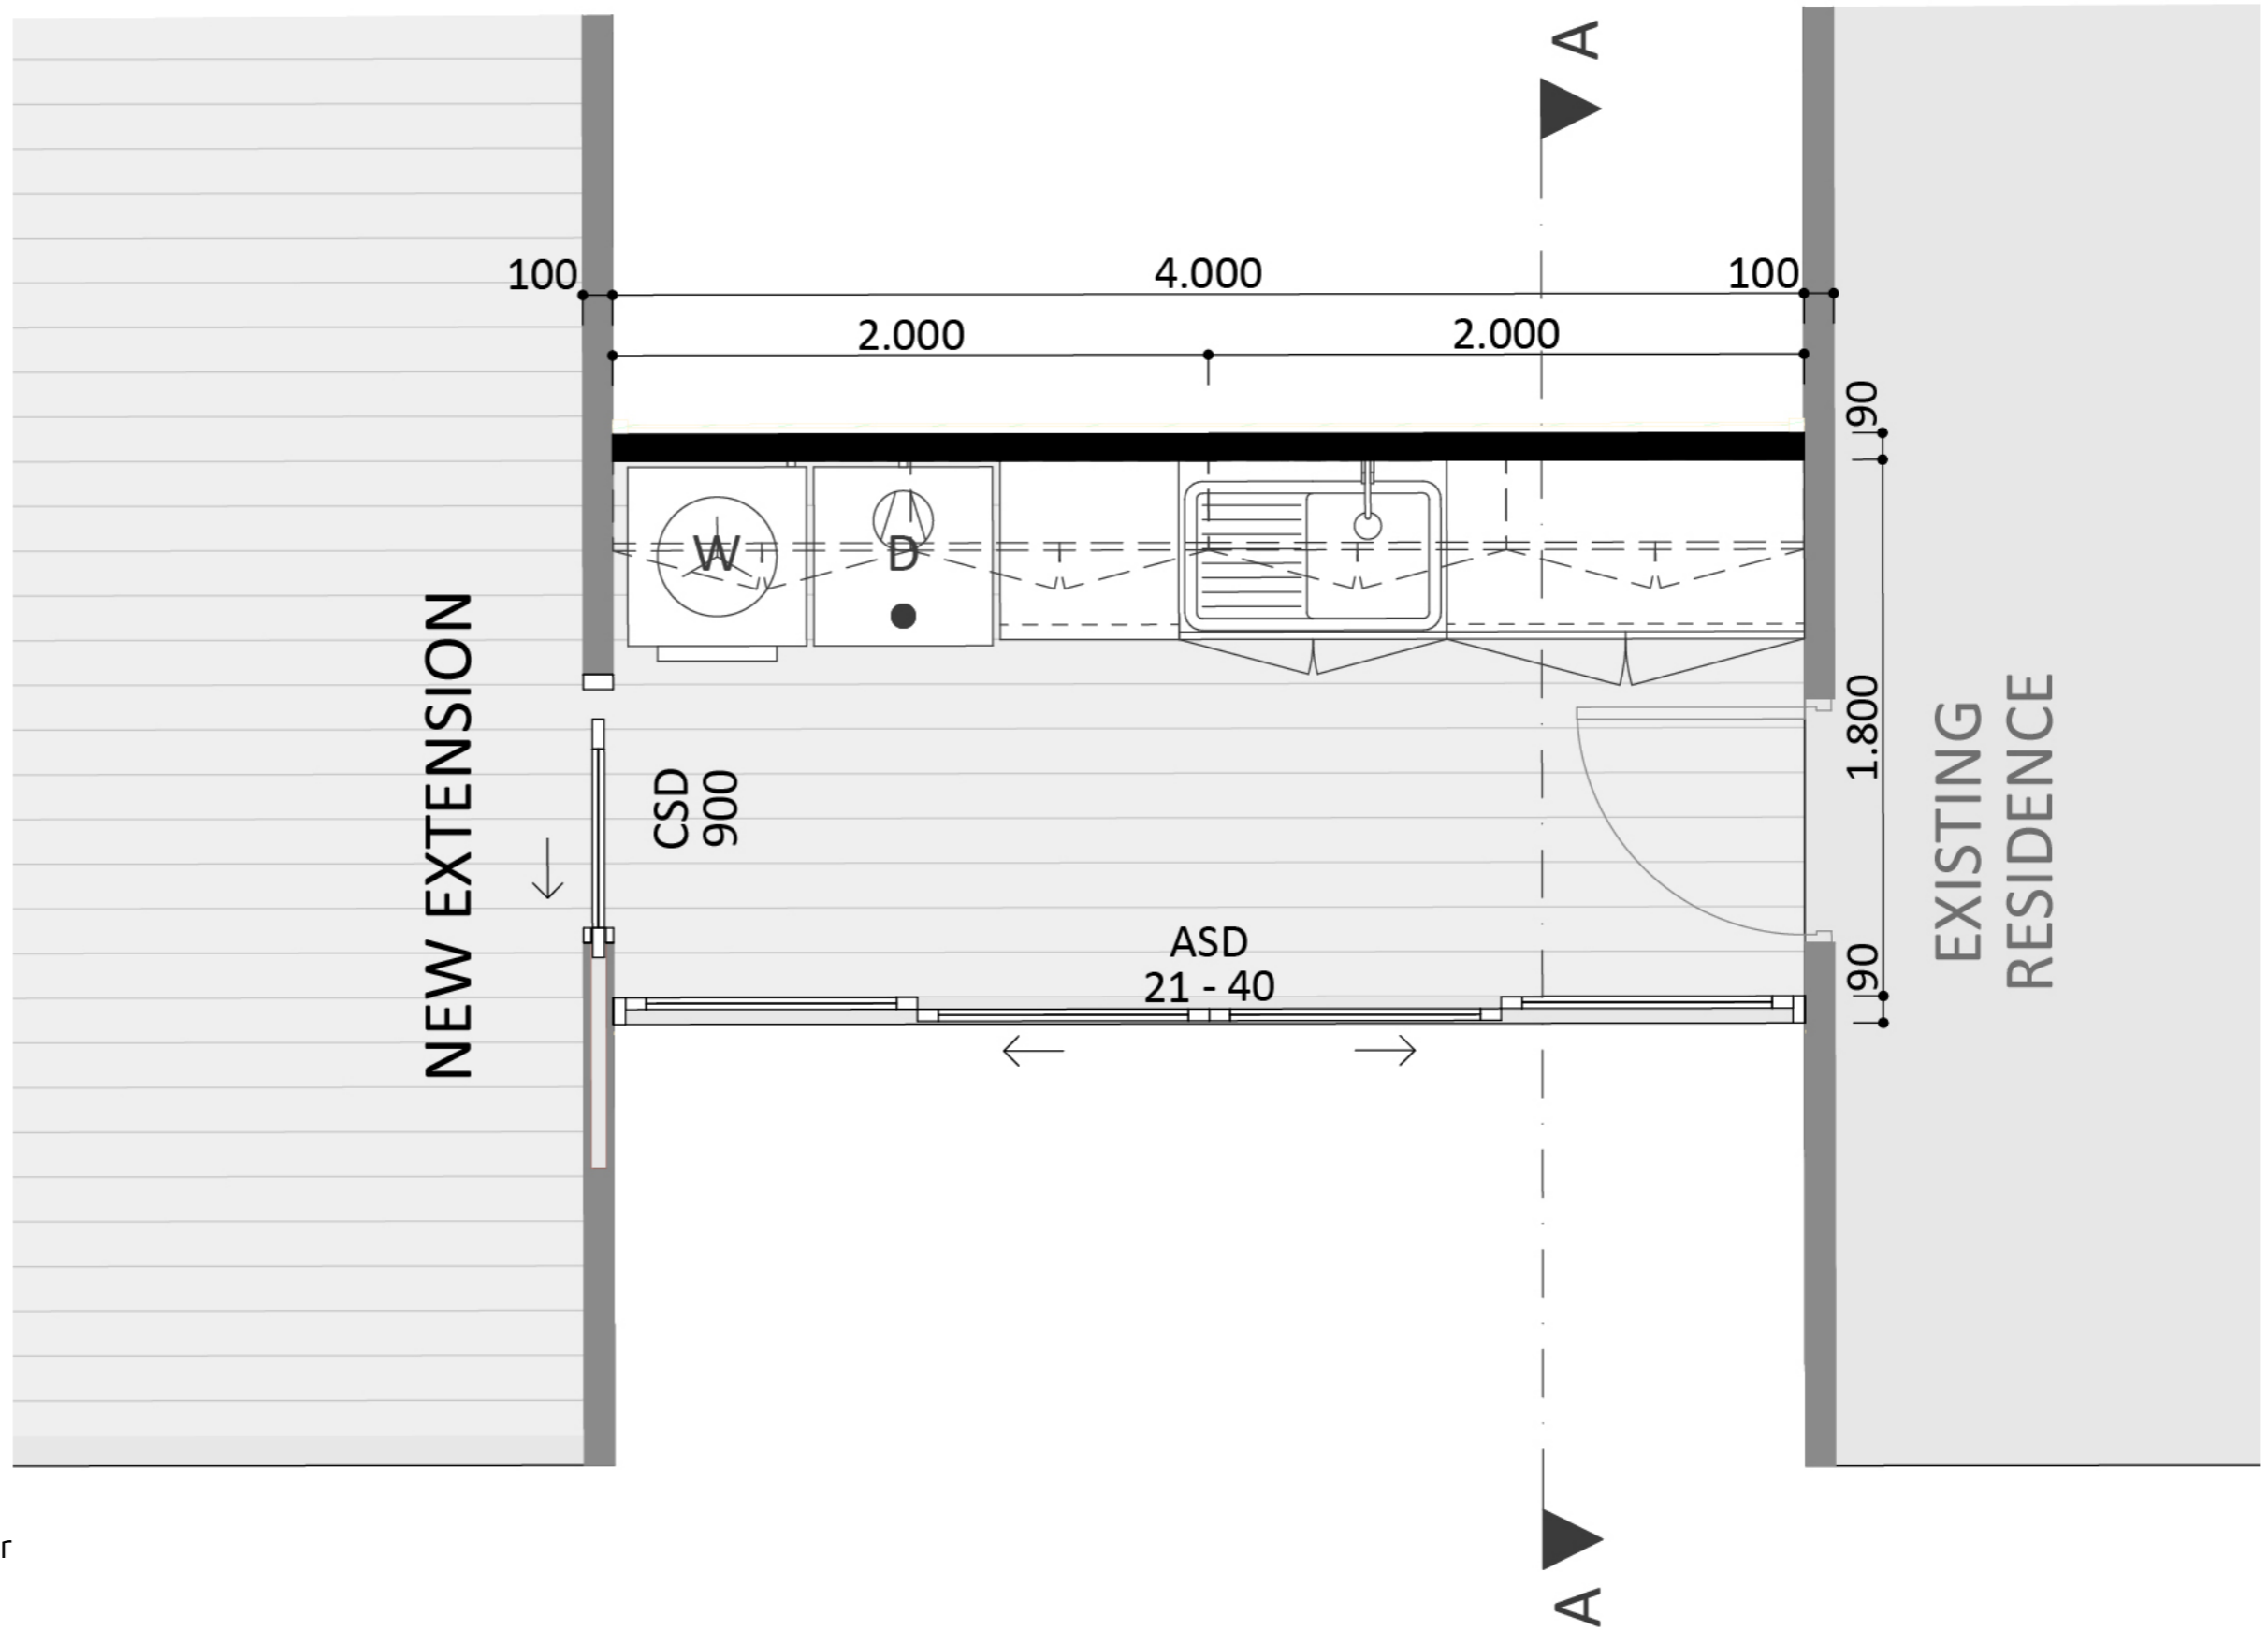 A
100
4.000
100
2.000
2.000
90
W
D
NEW EXTENSION
CSD
900
1.800
EXISTING
RESIDENCE
ASD
21 - 40
90
r
A